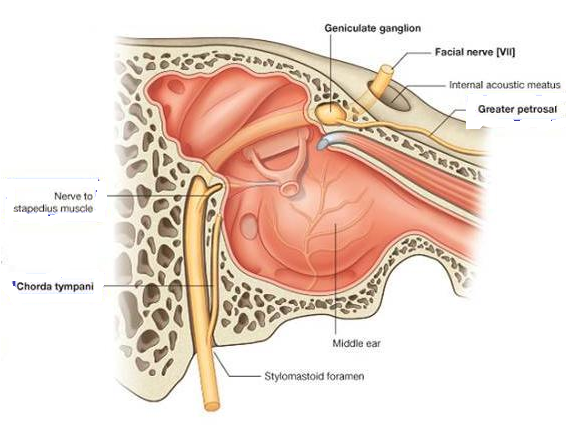 Geniculate ganglion
Facial nerve [VII]
Internal acoustic meatus
Greater petrosal
Nerve to
stapedius muscle
Chorda tympani
Middle ear
Stylomastoid foramen